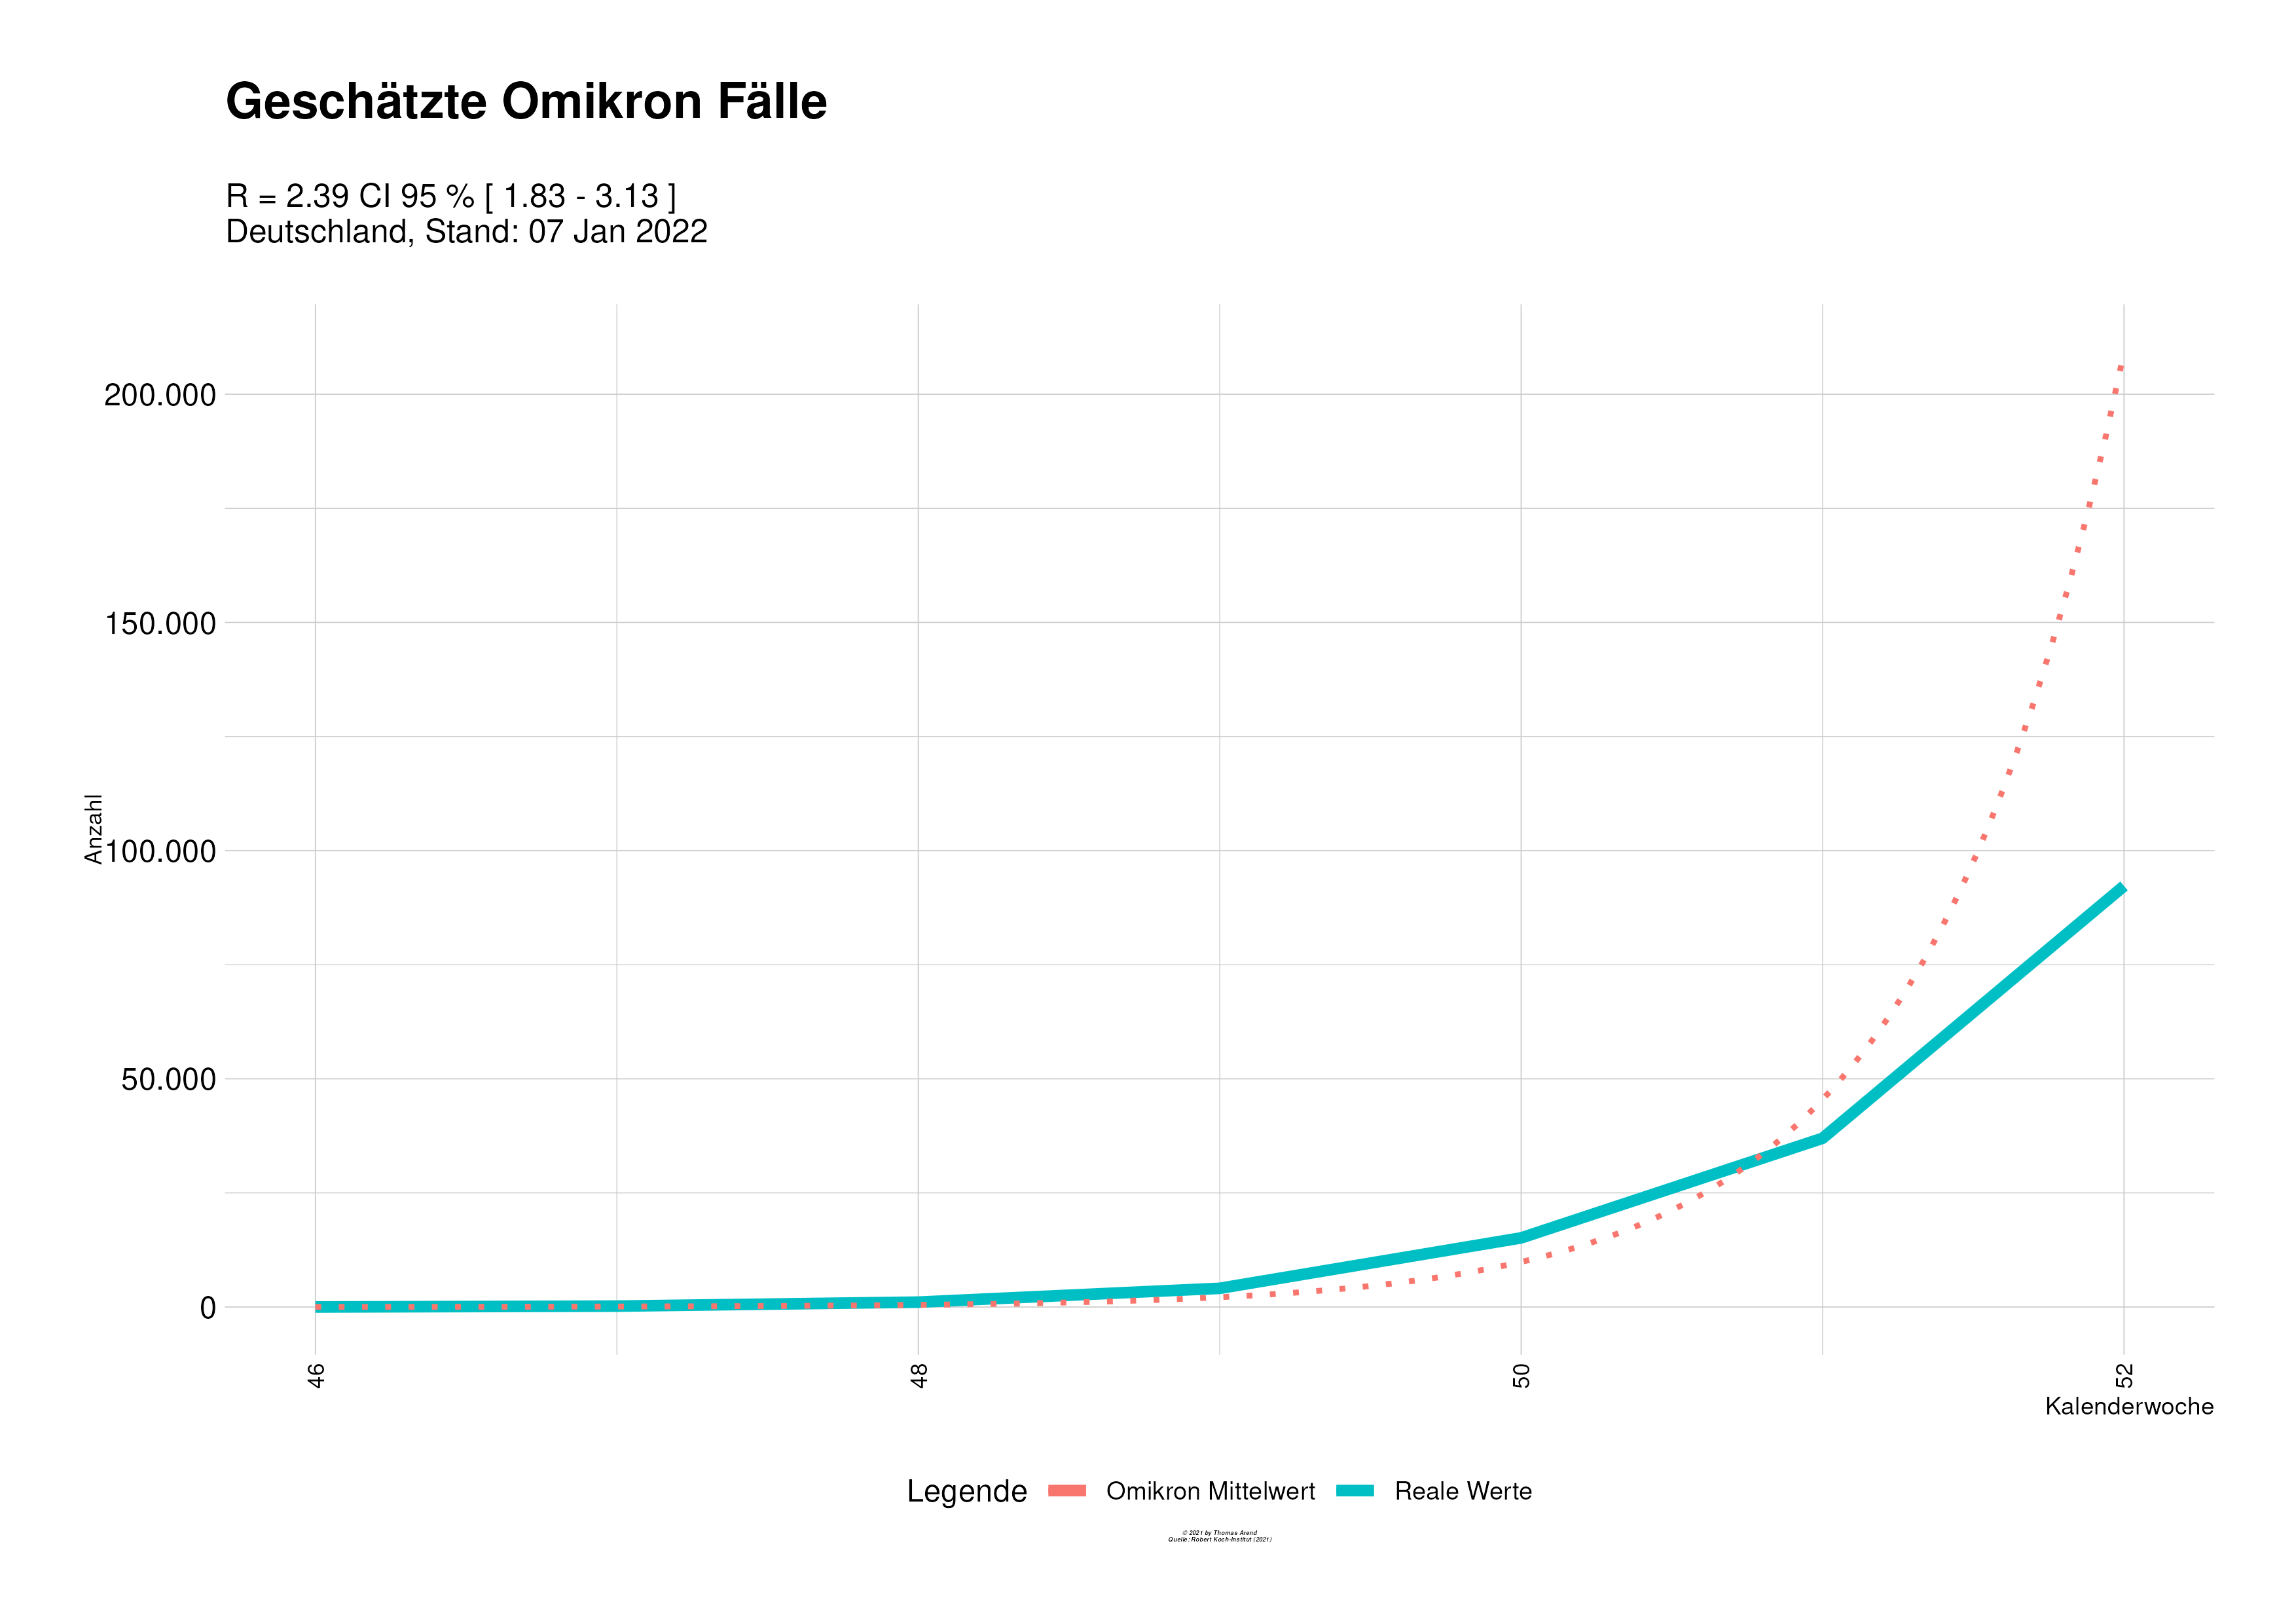 Geschätzte Omikron Fälle
R = 2.39 CI 95 % [ 1.83 - 3.13 ]
Deutschland, Stand: 07 Jan 2022
200.000
150.000
100.000
50.000
0
Anzahl
46
48
50
52
Kalenderwoche
Legende Omikron Mittelwert Reale Werte
© 2021 by Thomas Arend
Quelle: Robert Koch-Institut (2021)